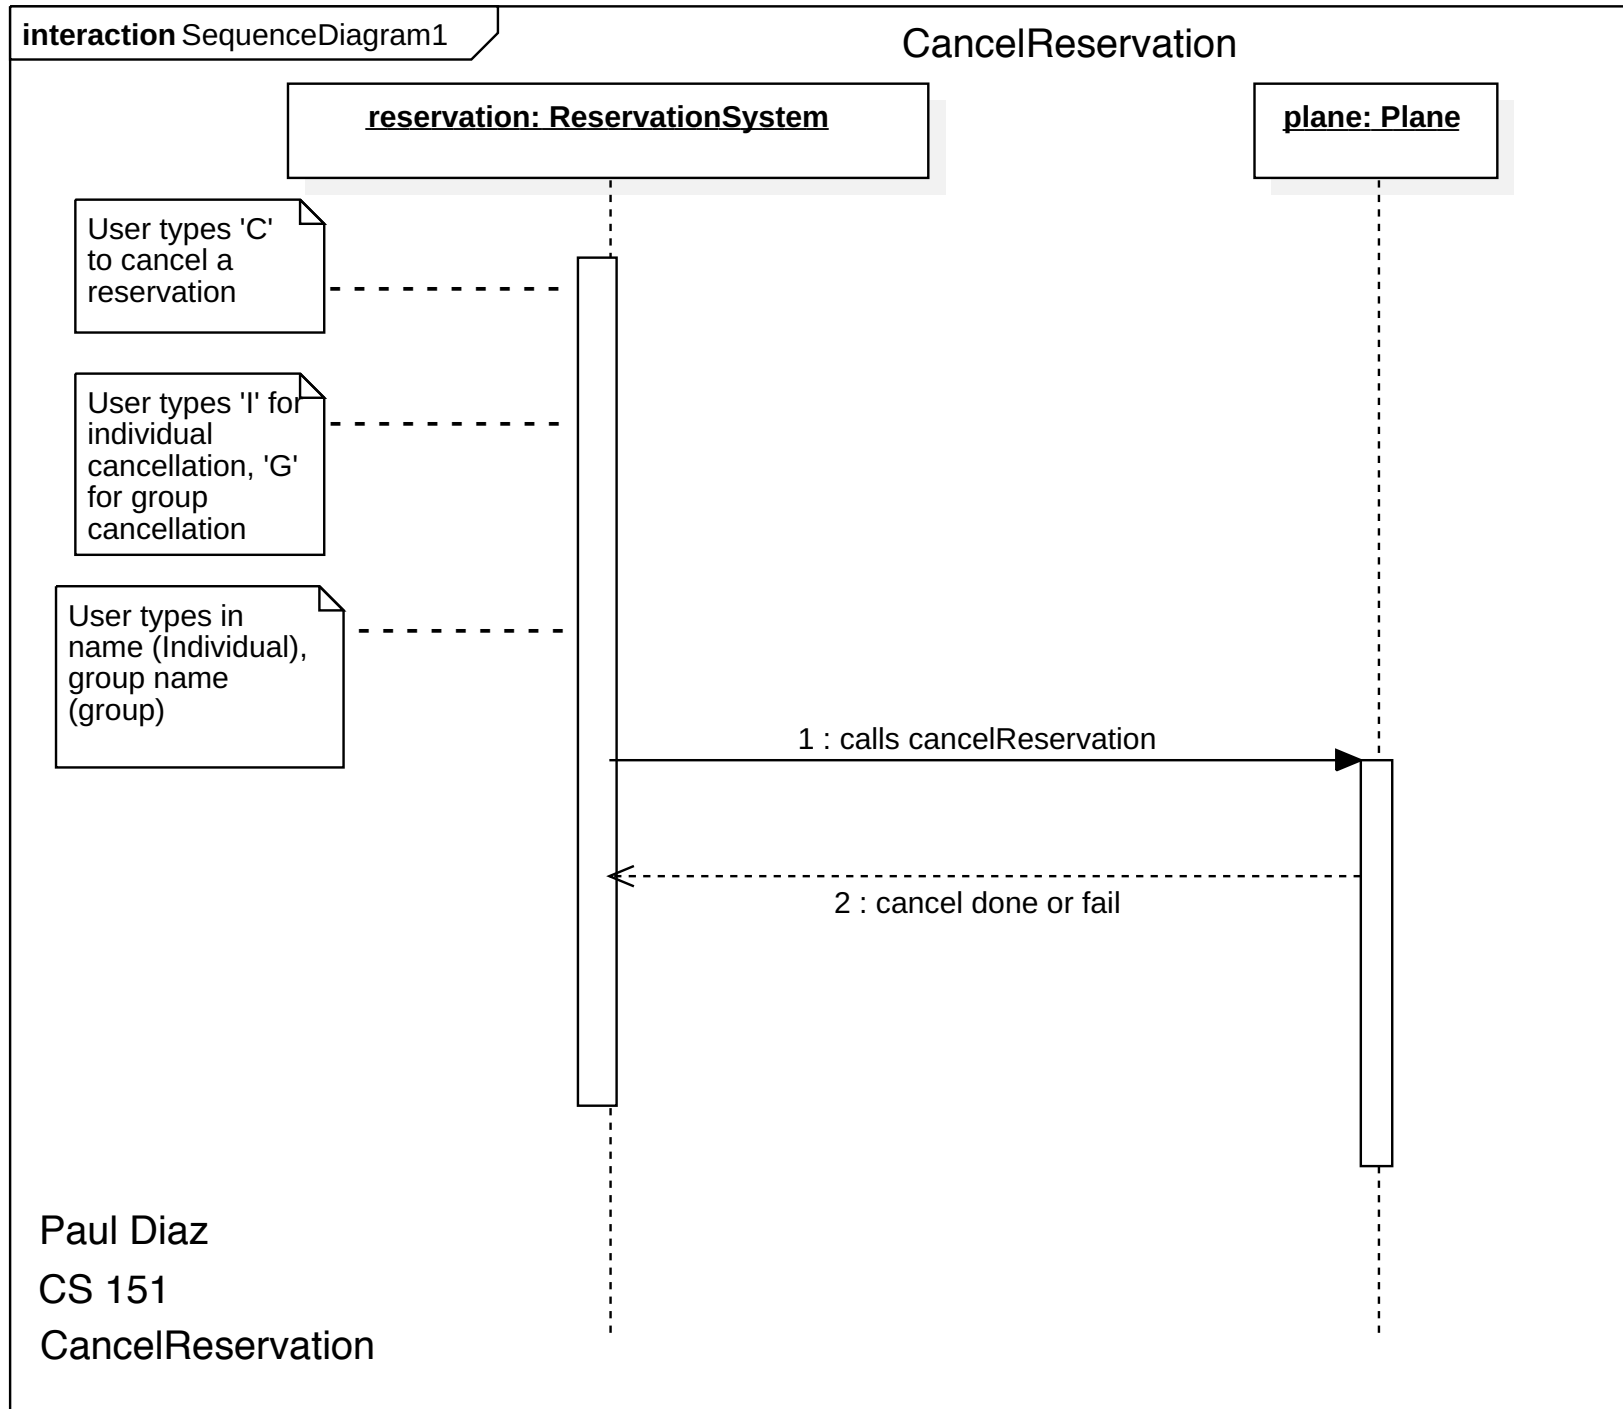 interaction SequenceDiagram1
CancelReservation
reservation: ReservationSystem
plane: Plane
User types 'C'
to cancel a
reservation
User types 'I' for
individual
cancellation, 'G'
for group
cancellation
User types in
name (Individual),
group name
(group)
1 : calls cancelReservation
2 : cancel done or fail
Paul Diaz
CS 151
CancelReservation